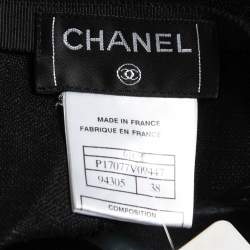 CHANEL
MADE IN FRANCE
FABRIQUE EN FRANCE
P17077V09447
94305 38
COMPOSITION